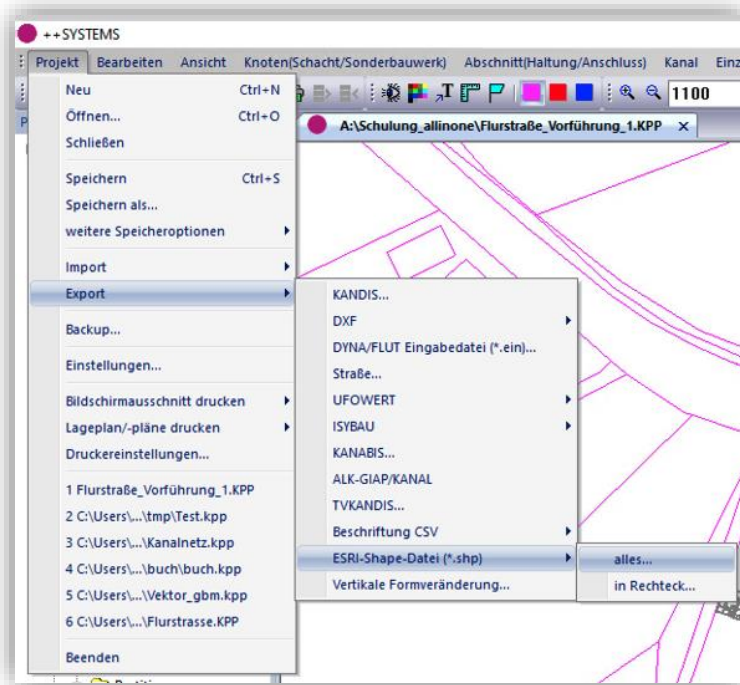 ++SYSTEMS
Projekt Bearbeiten Ansicht Knoten(Schacht/Sonderbauwerk) Abschnitt(Haltung/Anschluss) Kanal Einz
1100
A:\Schulung_allinone\Flurstraße_Vorführung_1.KPP X
Neu Ctrl+N
Öffnen... Ctrl+O
Schließen
Speichern Ctrl+S
Speichern als...
weitere Speicheroptionen
Import
Export
Backup...
Einstellungen...
Bildschirmausschnitt drucken
Lageplan/-pläne drucken
Druckereinstellungen...
1 Flurstraße_Vorführung_1.KPP
2 C:\Users\...\tmp\Test.kpp
3 C:\Users\...\Kanalnetz.kpp
4 C:\Users\...\buch\buch.kpp
5 C:\Users\...\Vektor_gbm.kpp
6 C:\Users\...\Flurstrasse.KPP
Beenden
KANDIS...
DXF
DYNA/FLUT Eingabedatei (*.ein)...
Straße...
UFOWERT
ISYBAU
KANABIS...
ALK-GIAP/KANAL
TVKANDIS...
Beschriftung CSV
ESRI-Shape-Datei (*.shp)
Vertikale Formveränderung...
alles...
in Rechteck...